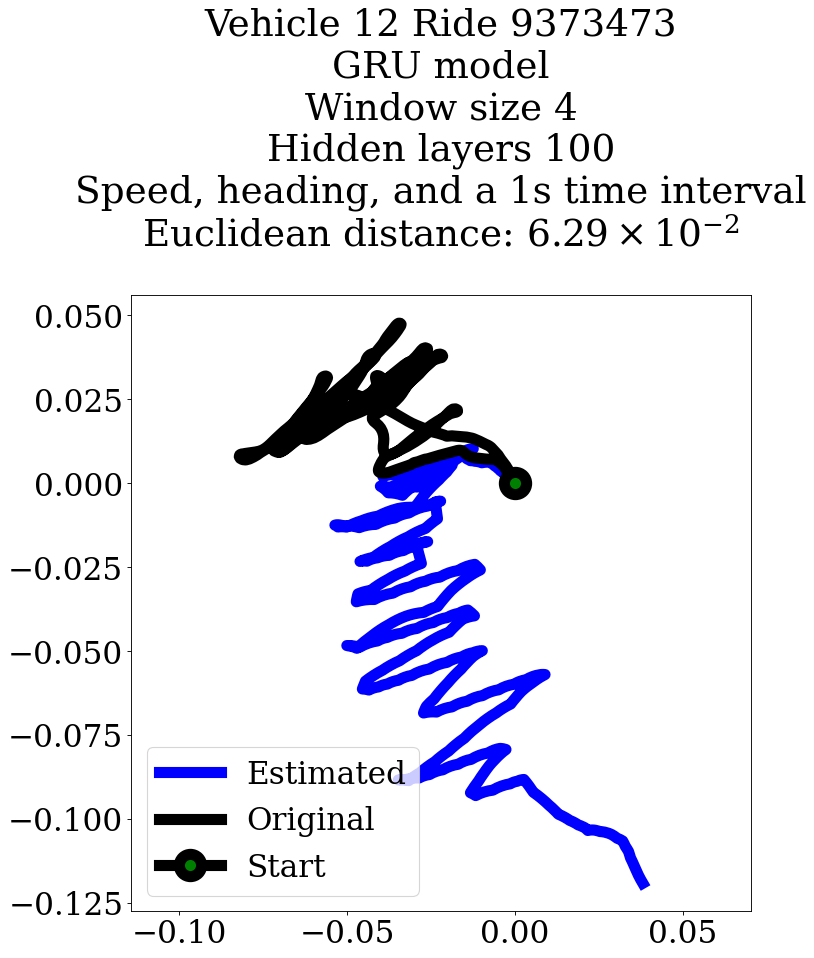 Vehicle 12 Ride 9373473
GRU model
Window size 4
Hidden layers 100
Speed, heading, and a 1s time interval
Euclidean distance: 6.29 × 10⁻²
0.050
0.025
0.000
−0.025
−0.050
−0.075
−0.100
−0.125
Estimated
Original
Start
−0.10
−0.05
0.00
0.05